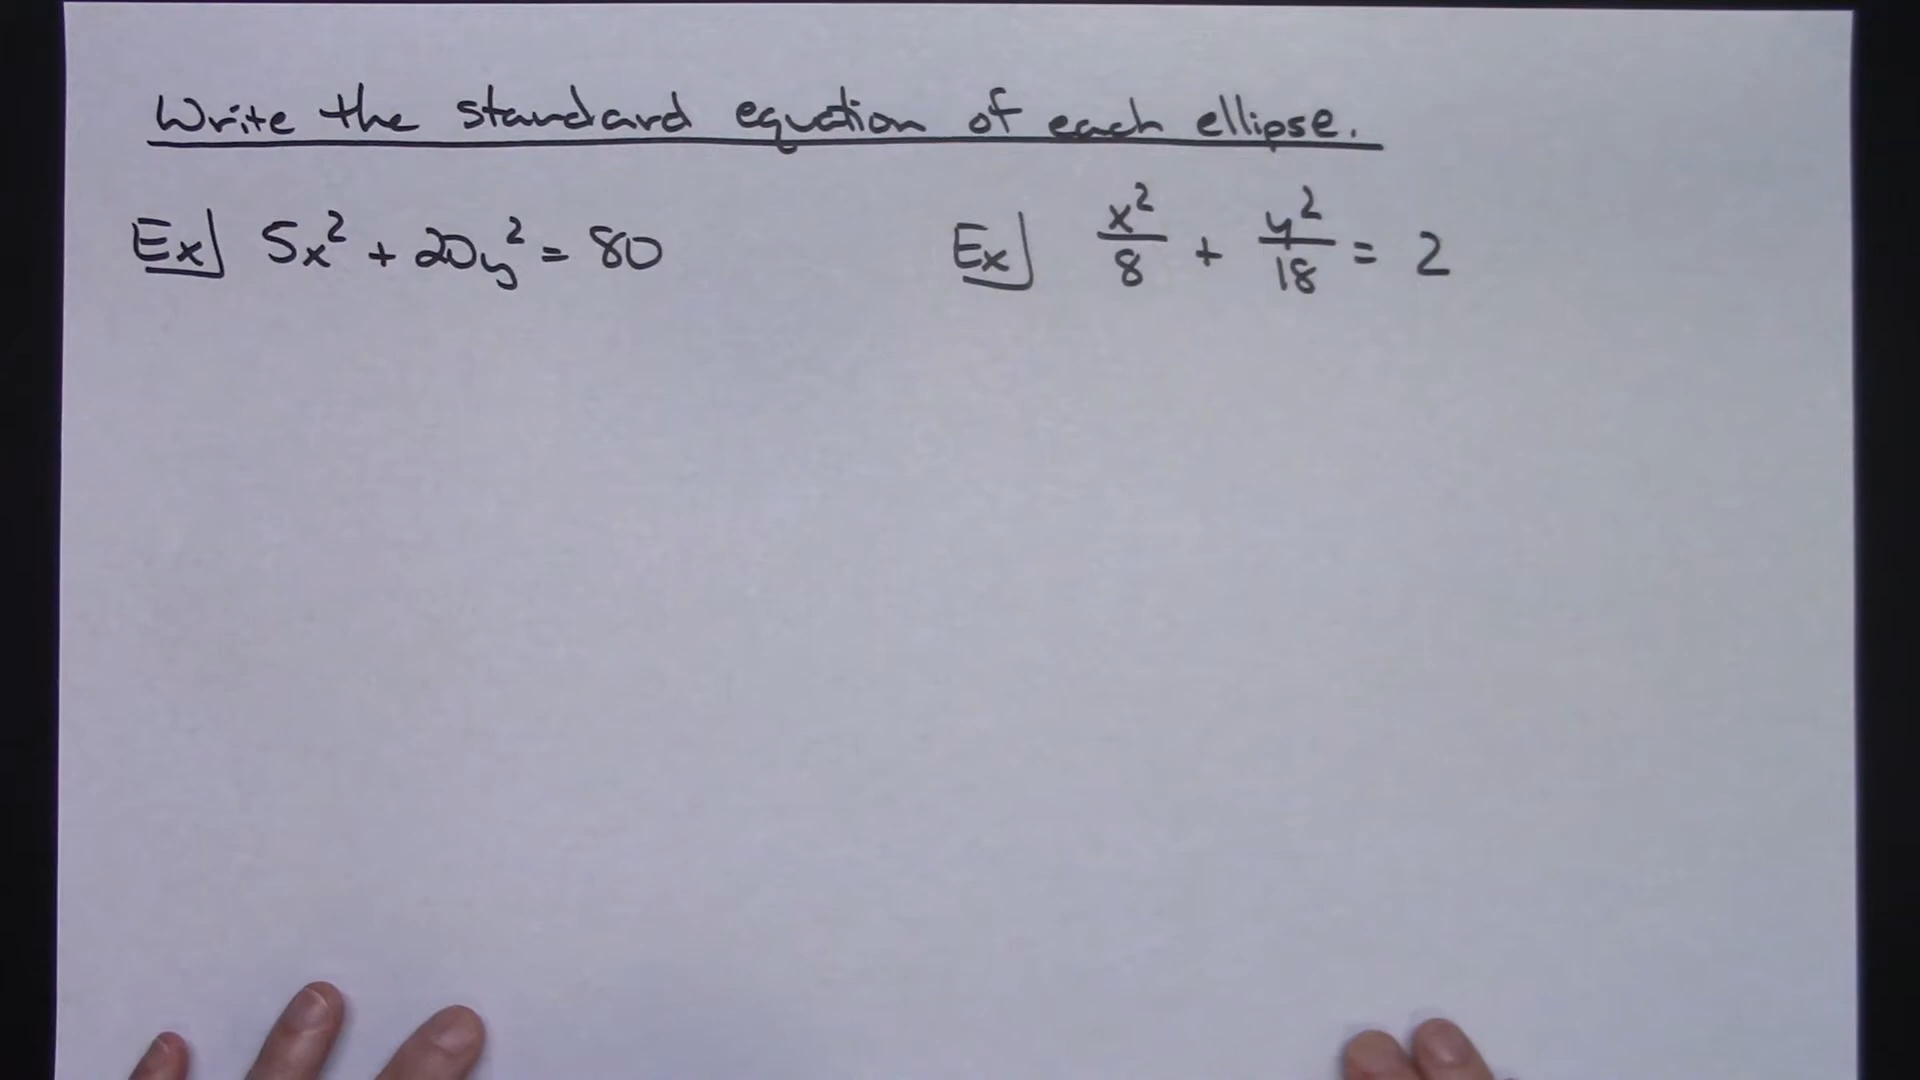 Write the standard equation of each ellipse.
Ex] 5x² + 20y² = 80
Ex] x²/8 + y²/18 = 2